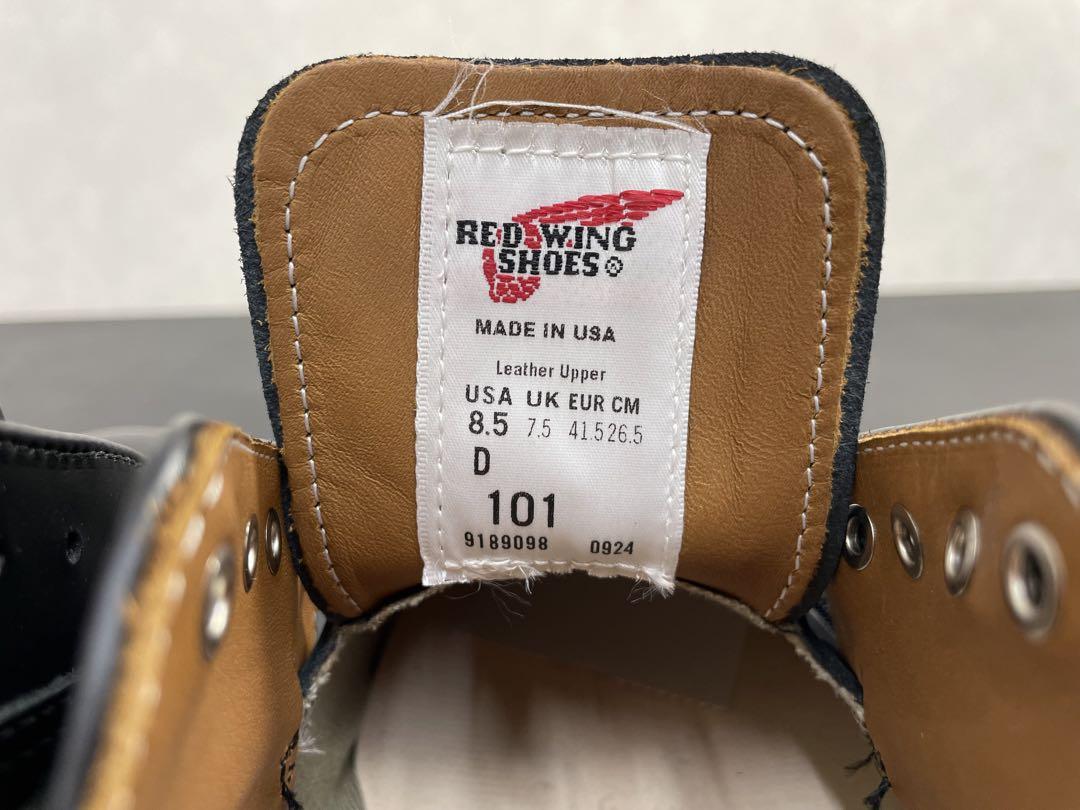 RED WING
SHOES®
MADE IN USA
Leather Upper
USA UK EUR CM
8.5 7.5 41.5 26.5
D
101
9189098 0924